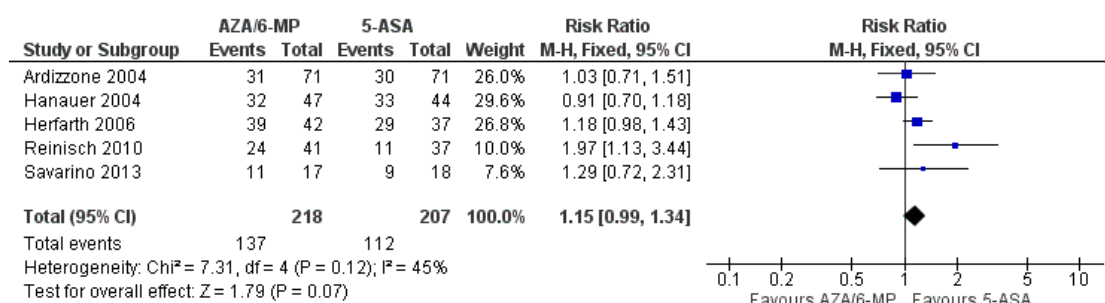 AZA/6-MP 5-ASA Risk Ratio Risk Ratio
Study or Subgroup Events Total Events Total Weight M-H, Fixed, 95% CI M-H, Fixed, 95% CI
Ardizzone 2004 31 71 30 71 26.0% 1.03 [0.71, 1.51]
Hanauer 2004 32 47 33 44 29.6% 0.91 [0.70, 1.18]
Herfarth 2006 39 42 29 37 26.8% 1.18 [0.98, 1.43]
Reinisch 2010 24 41 11 37 10.0% 1.97 [1.13, 3.44]
Savarino 2013 11 17 9 18 7.6% 1.29 [0.72, 2.31]
Total (95% CI) 218 207 100.0% 1.15 [0.99, 1.34]
Total events 137 112
Heterogeneity: Chi² = 7.31, df = 4 (P = 0.12); I² = 45%
Test for overall effect: Z = 1.79 (P = 0.07)
0.1 0.2 0.5 1 2 5 10
Favours AZA/6-MP Favours 5-ASA